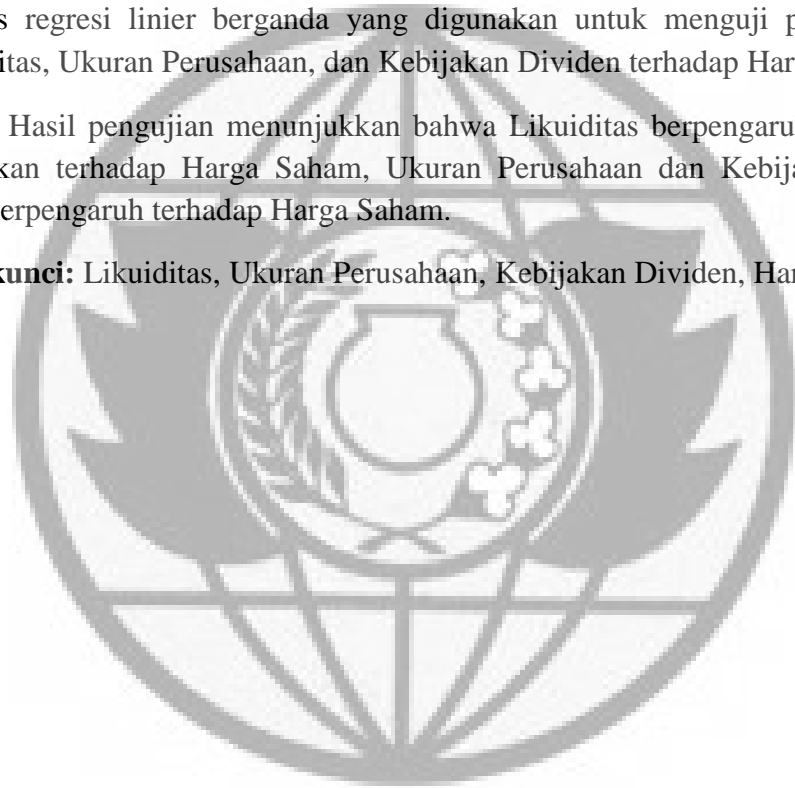 s regresi linier berganda yang digunakan untuk menguji p
itas, Ukuran Perusahaan, dan Kebijakan Dividen terhadap Har
Hasil pengujian menunjukkan bahwa Likuiditas berpengaru
kan terhadap Harga Saham, Ukuran Perusahaan dan Kebija
erpengaruh terhadap Harga Saham.
kunci: Likuiditas, Ukuran Perusahaan, Kebijakan Dividen, Har